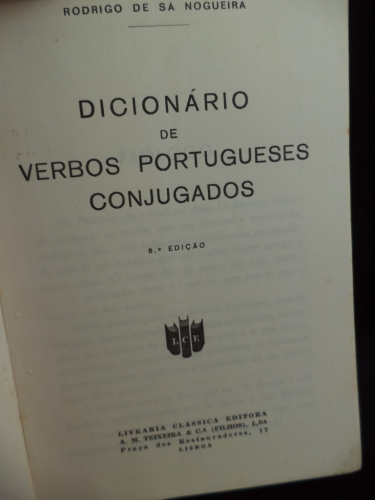 RODRIGO DE SÁ NOGUEIRA
DICIONÁRIO
DE
VERBOS PORTUGUESES
CONJUGADOS
6.ª EDIÇÃO
L C E
LIVRARIA CLÁSSICA EDITORA
A. M. TEIXEIRA & C.ª (FILHOS), L.DA
Praça dos Restauradores, 17
LISBOA